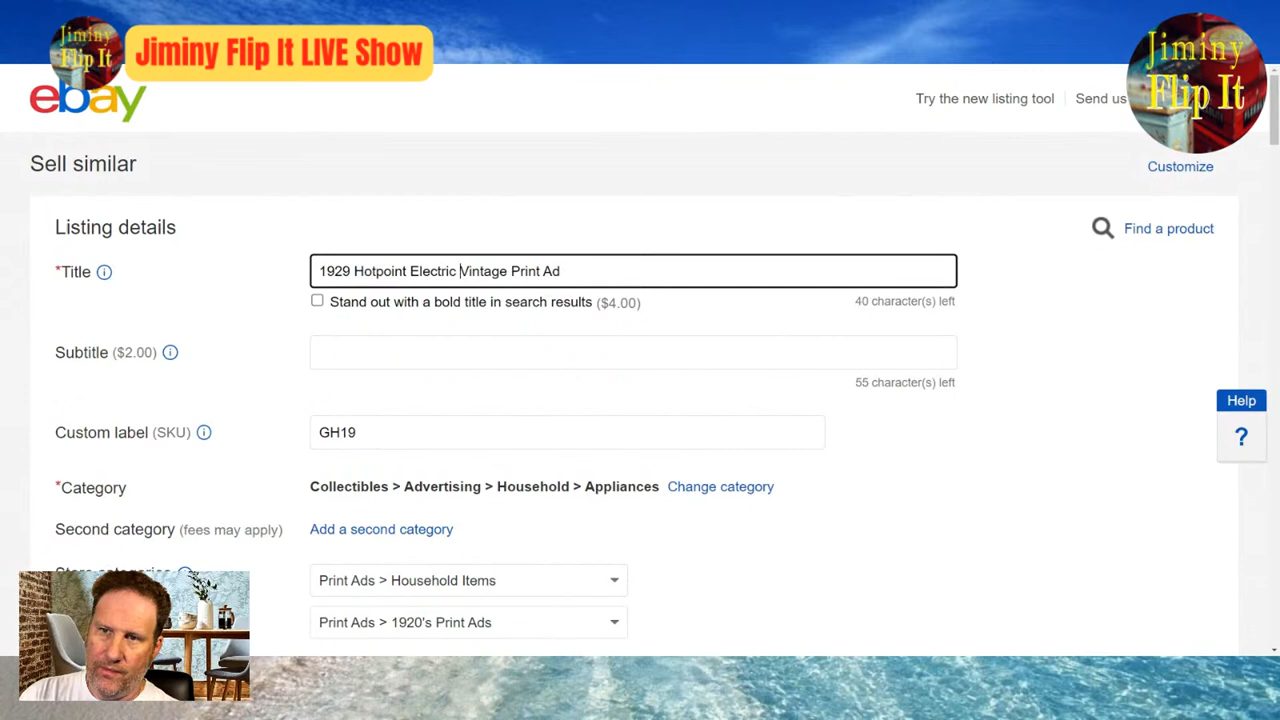 Jiminy
Flip It
Jiminy Flip It LIVE Show
Jiminy
Flip It
ebay
Try the new listing tool
Send us
Sell similar
Customize
Listing details
Find a product
*Title
1929 Hotpoint Electric Vintage Print Ad
Stand out with a bold title in search results ($4.00)
40 character(s) left
Subtitle ($2.00)
55 character(s) left
Custom label (SKU)
GH19
Help
?
*Category
Collectibles > Advertising > Household > Appliances
Change category
Second category (fees may apply)
Add a second category
Store categories
Print Ads > Household Items
Print Ads > 1920's Print Ads